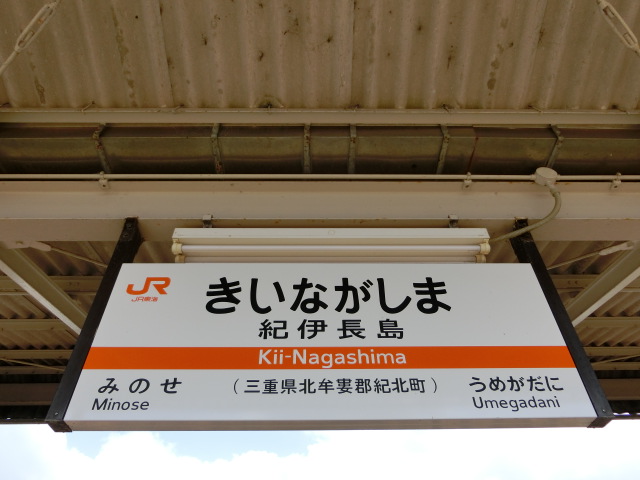 JR
JR東海
きいながしま
紀伊長島
Kii-Nagashima
みのせ
Minose
(三重県北牟婁郡紀北町)
うめがだに
Umegadani